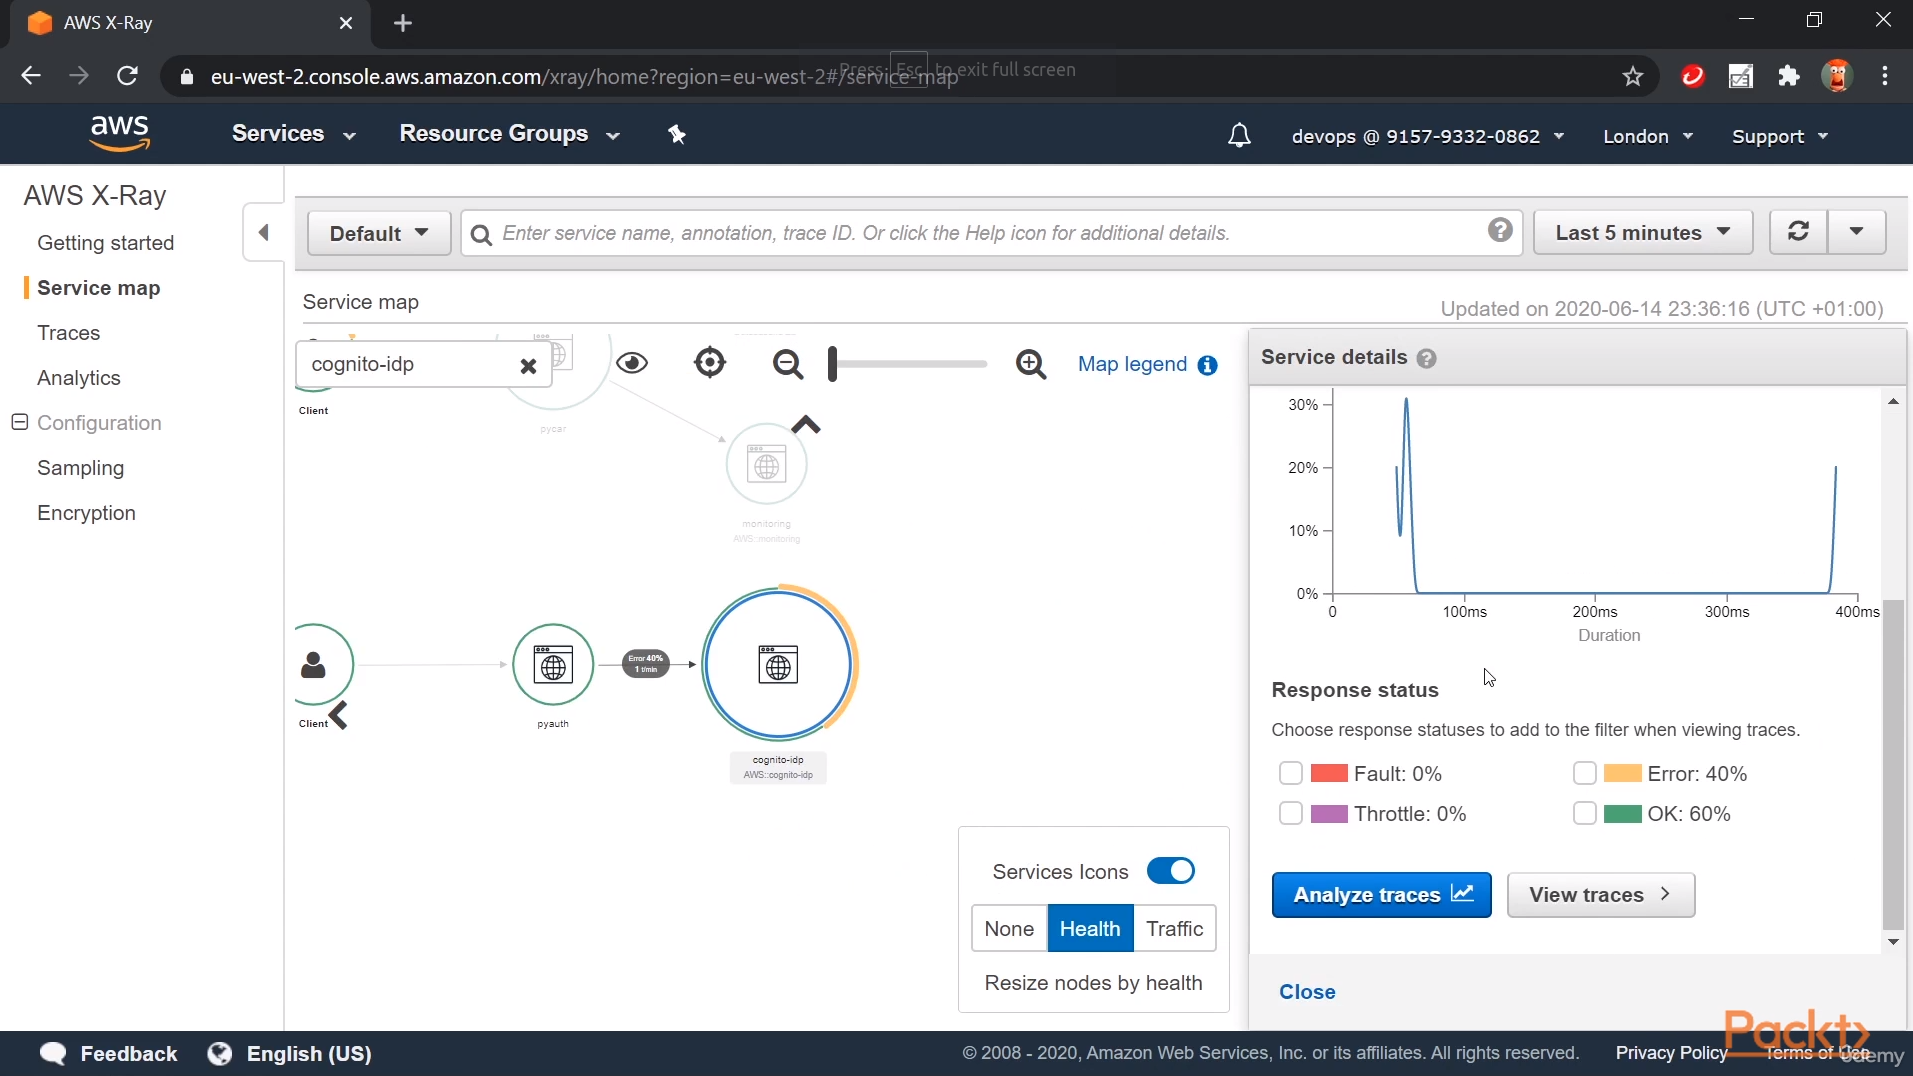 AWS X-Ray
eu-west-2.console.aws.amazon.com/xray/home?region=eu-west-2#/service-map
Press Esc to exit full screen
aws
Services
Resource Groups
devops @ 9157-9332-0862
London
Support
AWS X-Ray
Getting started
Service map
Traces
Analytics
Configuration
Sampling
Encryption
Default
Enter service name, annotation, trace ID. Or click the Help icon for additional details.
?
Last 5 minutes
Service map
Updated on 2020-06-14 23:36:16 (UTC +01:00)
cognito-idp
Map legend i
Client
pycar
monitoring
AWS::monitoring
Error 40%
1 t/min
Client
pyauth
cognito-idp
AWS::cognito-idp
Services Icons
None
Health
Traffic
Resize nodes by health
Service details ?
30%
20%
10%
0%
0
100ms
200ms
300ms
400ms
Duration
Response status
Choose response statuses to add to the filter when viewing traces.
Fault: 0%
Error: 40%
Throttle: 0%
OK: 60%
Analyze traces
View traces
Close
Feedback
English (US)
© 2008 - 2020, Amazon Web Services, Inc. or its affiliates. All rights reserved.
Privacy Policy
Terms of Use
Packt
udemy